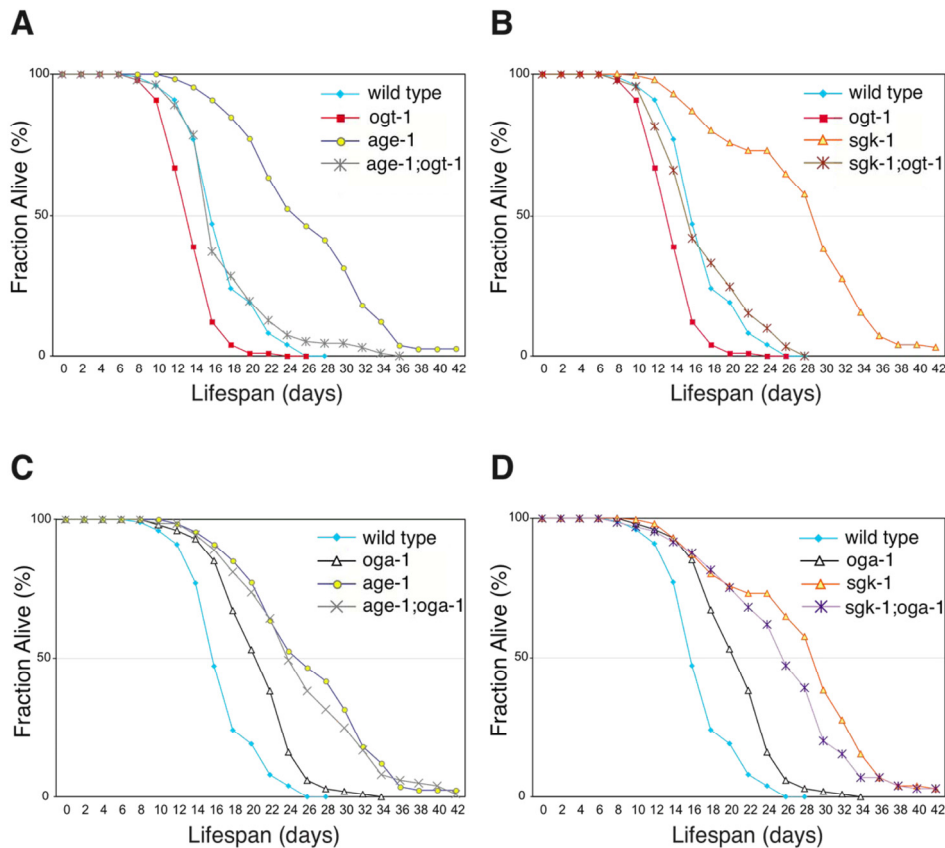 A
Fraction Alive (%)
100
50
0
wild type
ogt-1
age-1
age-1;ogt-1
0 2 4 6 8 10 12 14 16 18 20 22 24 26 28 30 32 34 36 38 40 42
Lifespan (days)
B
Fraction Alive (%)
100
50
0
wild type
ogt-1
sgk-1
sgk-1;ogt-1
0 2 4 6 8 10 12 14 16 18 20 22 24 26 28 30 32 34 36 38 40 42
Lifespan (days)
C
Fraction Alive (%)
100
50
0
wild type
oga-1
age-1
age-1;oga-1
0 2 4 6 8 10 12 14 16 18 20 22 24 26 28 30 32 34 36 38 40 42
Lifespan (days)
D
Fraction Alive (%)
100
50
0
wild type
oga-1
sgk-1
sgk-1;oga-1
0 2 4 6 8 10 12 14 16 18 20 22 24 26 28 30 32 34 36 38 40 42
Lifespan (days)